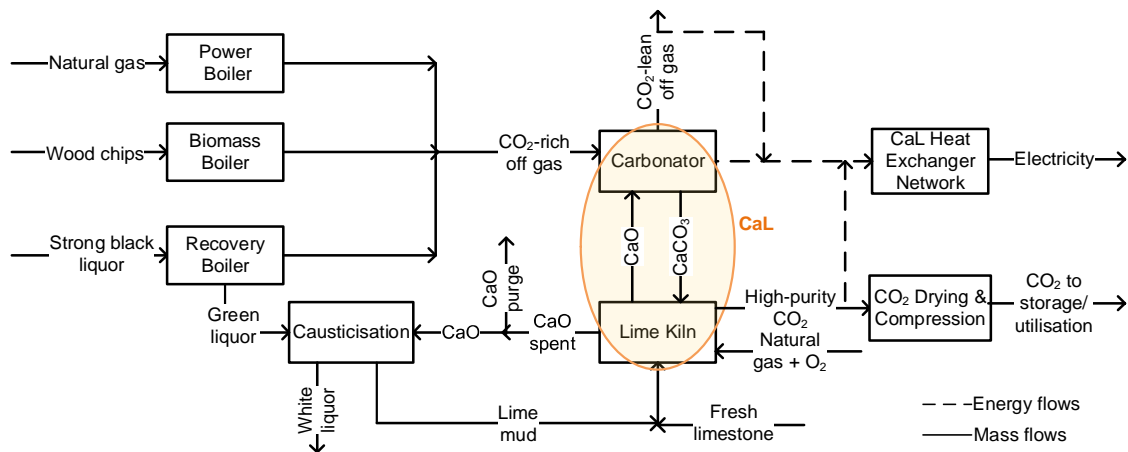 Natural gas
Power
Boiler
Wood chips
Biomass
Boiler
Strong black
liquor
Recovery
Boiler
CO₂-rich
off gas
CO₂-lean
off gas
Carbonator
CaL Heat
Exchanger
Network
Electricity
CaO
CaCO₃
CaL
Green
liquor
Causticisation
CaO
CaO
purge
CaO
spent
Lime Kiln
High-purity
CO₂
Natural
gas + O₂
CO₂ Drying &
Compression
CO₂ to
storage/
utilisation
White
liquor
Lime
mud
Fresh
limestone
Energy flows
Mass flows